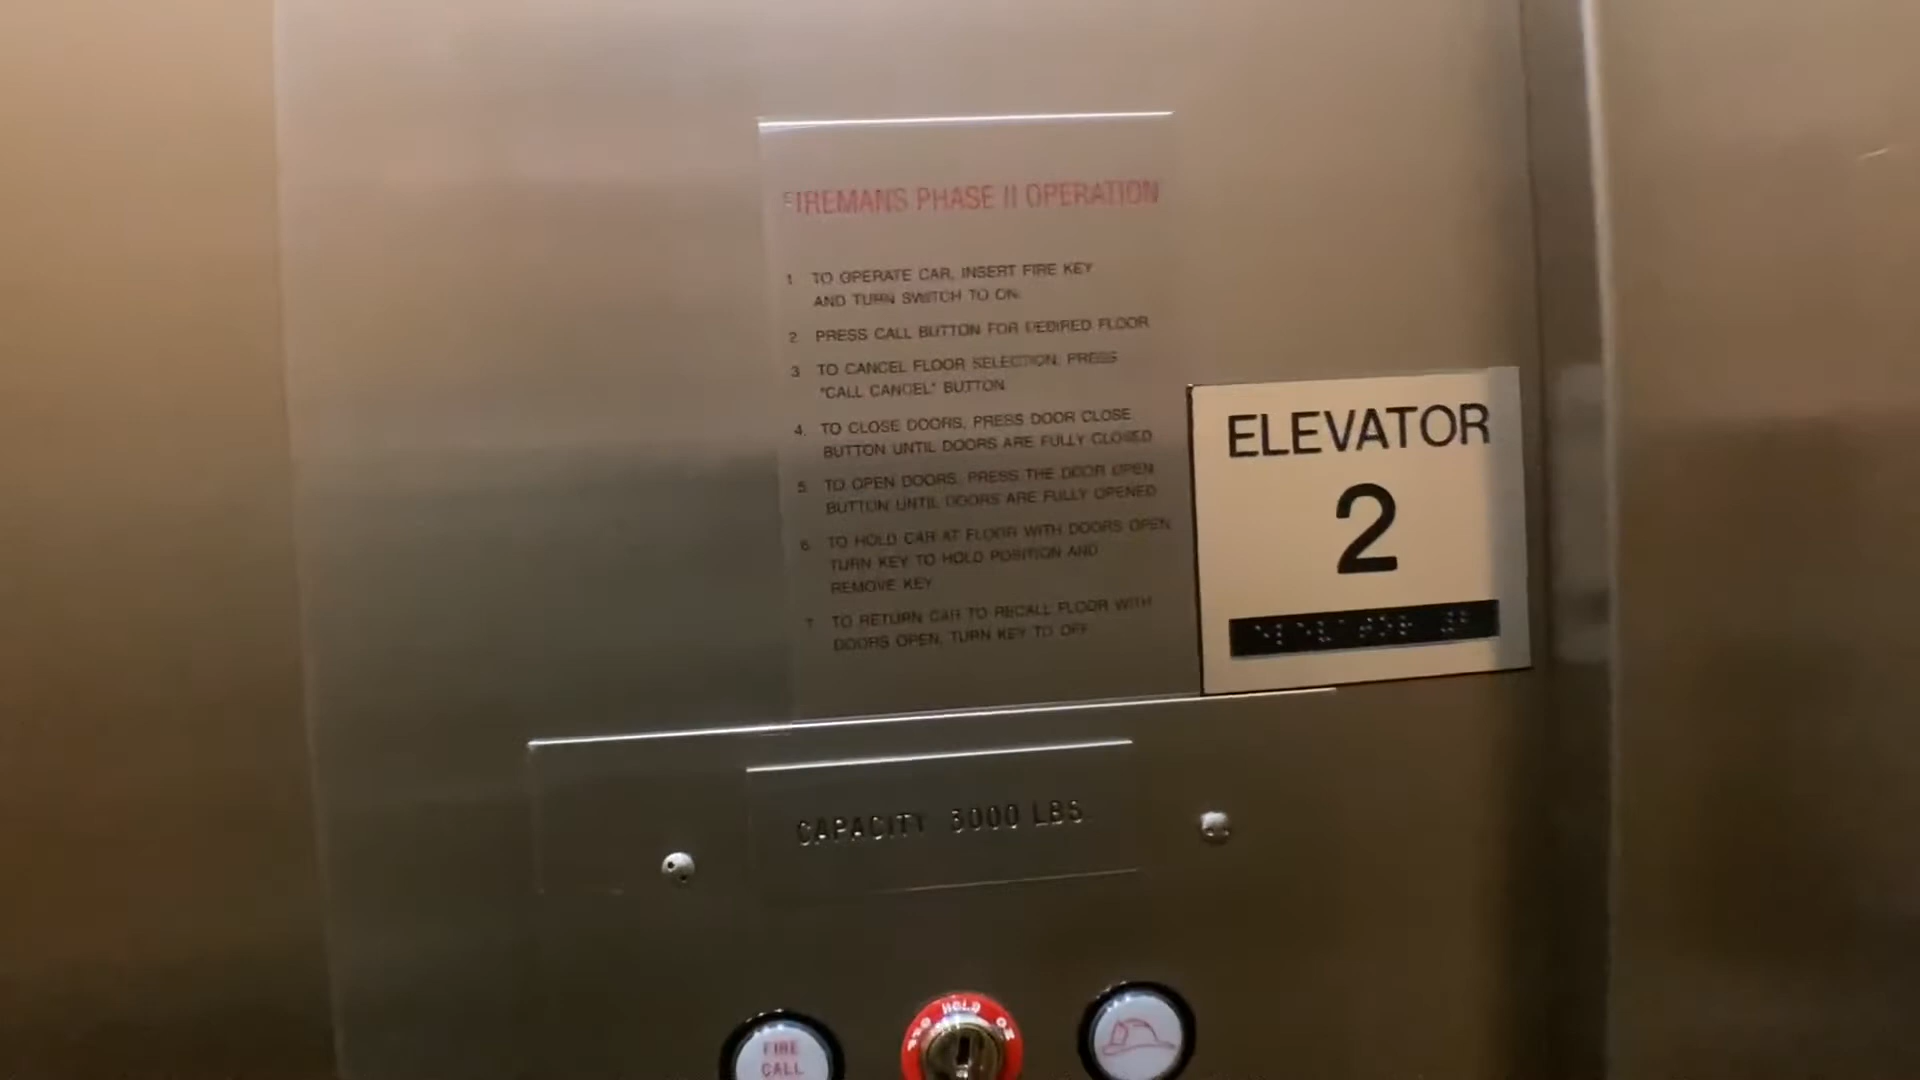 FIREMAN'S PHASE II OPERATION
1. TO OPERATE CAR, INSERT FIRE KEY
AND TURN SWITCH TO ON.
2. PRESS CALL BUTTON FOR DESIRED FLOOR
3. TO CANCEL FLOOR SELECTION, PRESS
"CALL CANCEL" BUTTON
4. TO CLOSE DOORS, PRESS DOOR CLOSE
BUTTON UNTIL DOORS ARE FULLY CLOSED
5. TO OPEN DOORS, PRESS THE DOOR OPEN
BUTTON UNTIL DOORS ARE FULLY OPENED
6. TO HOLD CAR AT FLOOR WITH DOORS OPEN,
TURN KEY TO HOLD POSITION AND
REMOVE KEY
7. TO RETURN CAR TO RECALL FLOOR WITH
DOORS OPEN, TURN KEY TO OFF
ELEVATOR
2
CAPACITY 3000 LBS.
FIRE
CALL
OFF HOLD ON